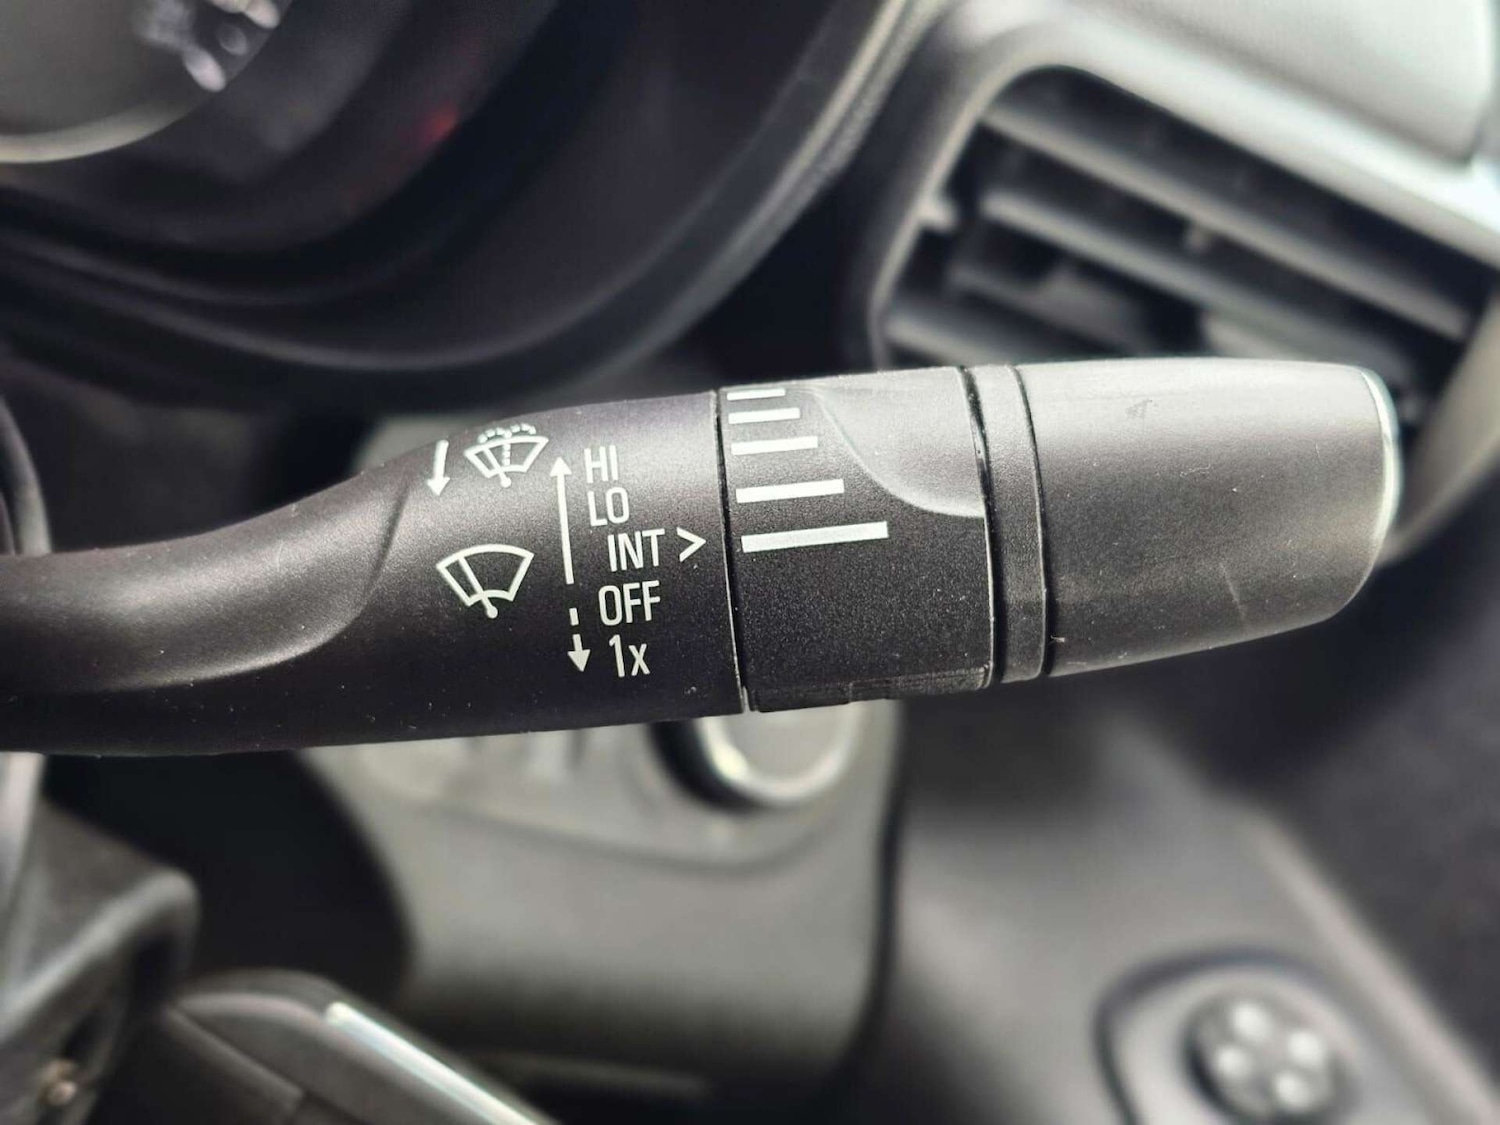 HI
LO
INT >
OFF
1x